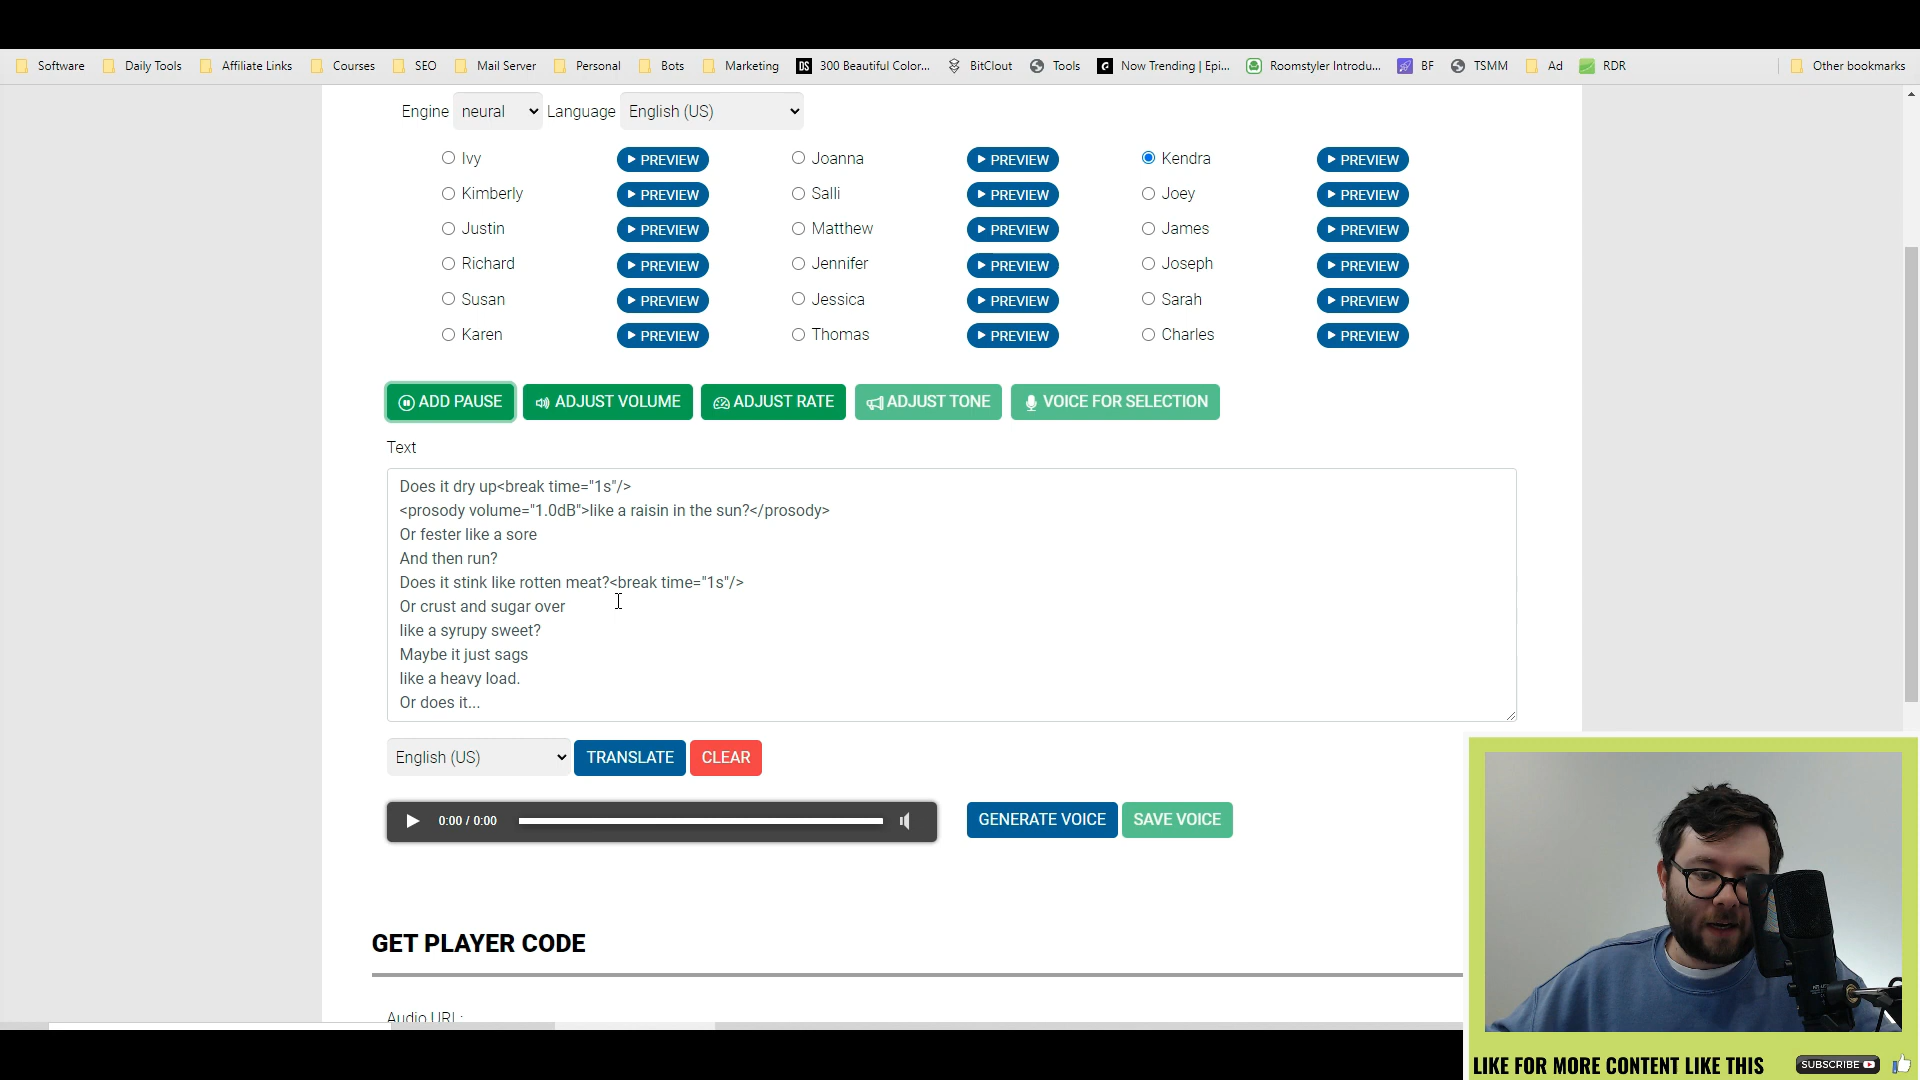 Software Daily Tools Affiliate Links Courses SEO Mail Server Personal Bots Marketing DS 300 Beautiful Color... BitClout Tools Now Trending | Epi... Roomstyler Introdu... BF TSMM Ad RDR Other bookmarks
Engine neural Language English (US)
Ivy PREVIEW Joanna PREVIEW Kendra PREVIEW
Kimberly PREVIEW Salli PREVIEW Joey PREVIEW
Justin PREVIEW Matthew PREVIEW James PREVIEW
Richard PREVIEW Jennifer PREVIEW Joseph PREVIEW
Susan PREVIEW Jessica PREVIEW Sarah PREVIEW
Karen PREVIEW Thomas PREVIEW Charles PREVIEW
ADD PAUSE ADJUST VOLUME ADJUST RATE ADJUST TONE VOICE FOR SELECTION
Text
Does it dry up<break time="1s"/>
<prosody volume="1.0dB">like a raisin in the sun?</prosody>
Or fester like a sore
And then run?
Does it stink like rotten meat?<break time="1s"/>
Or crust and sugar over
like a syrupy sweet?
Maybe it just sags
like a heavy load.
Or does it...
English (US) TRANSLATE CLEAR
0:00 / 0:00 GENERATE VOICE SAVE VOICE
GET PLAYER CODE
Audio URL:
LIKE FOR MORE CONTENT LIKE THIS SUBSCRIBE